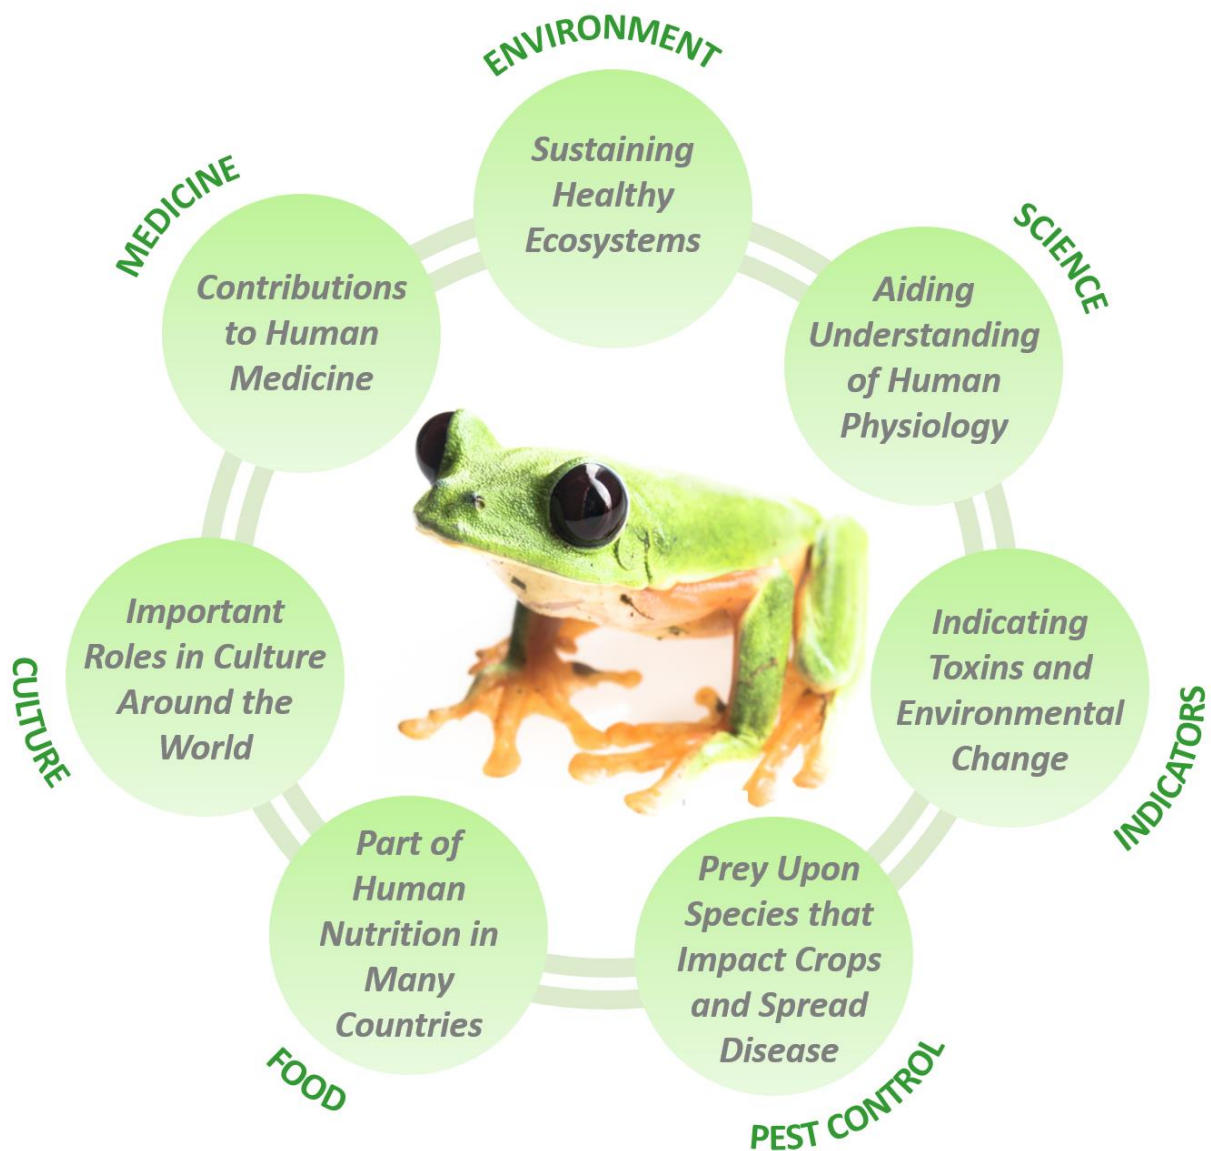 ENVIRONMENT
Sustaining
Healthy
Ecosystems
SCIENCE
Aiding
Understanding
of Human
Physiology
INDICATORS
Indicating
Toxins and
Environmental
Change
PEST CONTROL
Prey Upon
Species that
Impact Crops
and Spread
Disease
FOOD
Part of
Human
Nutrition in
Many
Countries
CULTURE
Important
Roles in Culture
Around the
World
MEDICINE
Contributions
to Human
Medicine